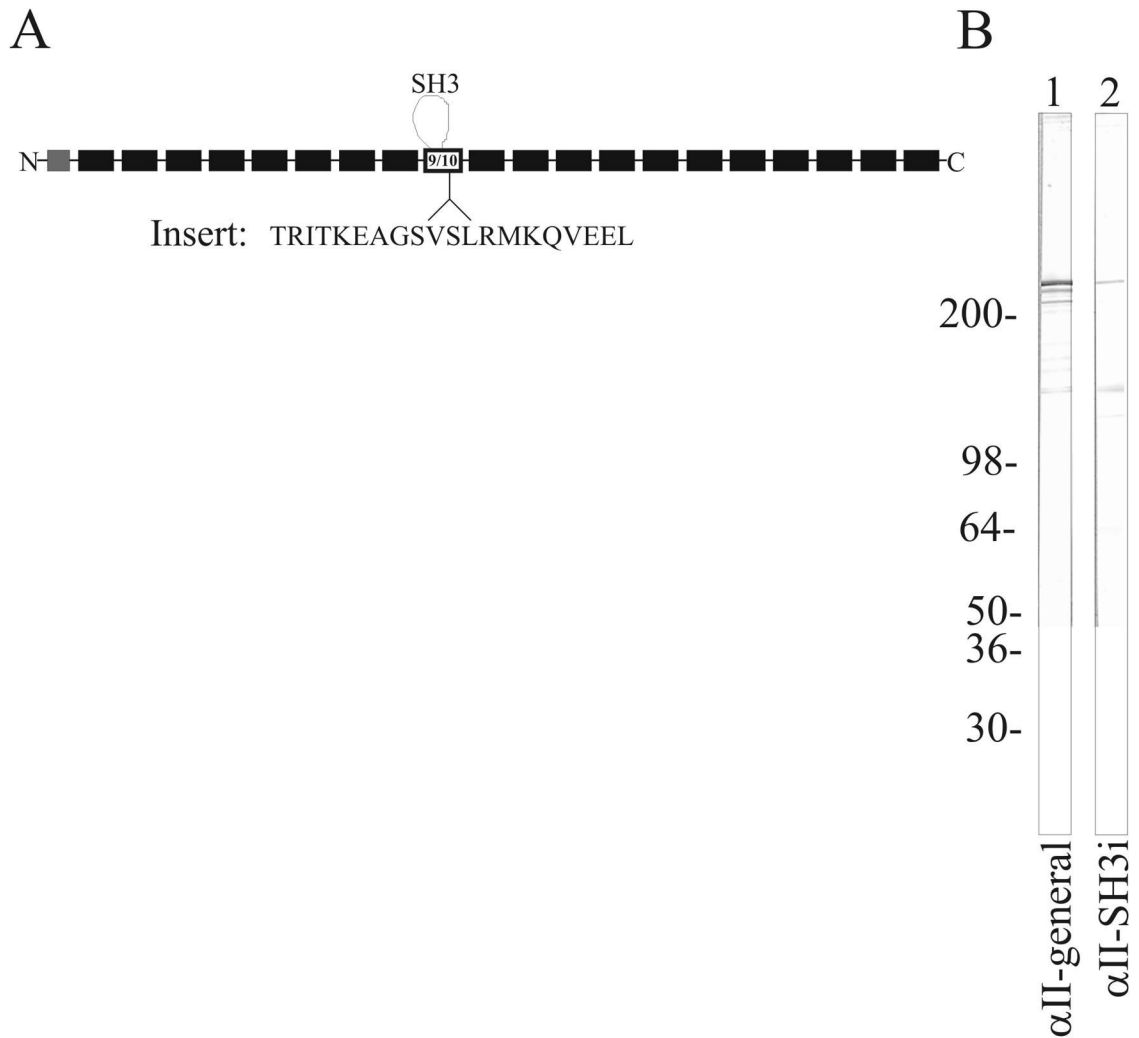 A
SH3
N
9/10
C
Insert: TRITKEAGSVSLRMKQVEEL
B
1 2
200-
98-
64-
50-
36-
30-
αII-general
αII-SH3i